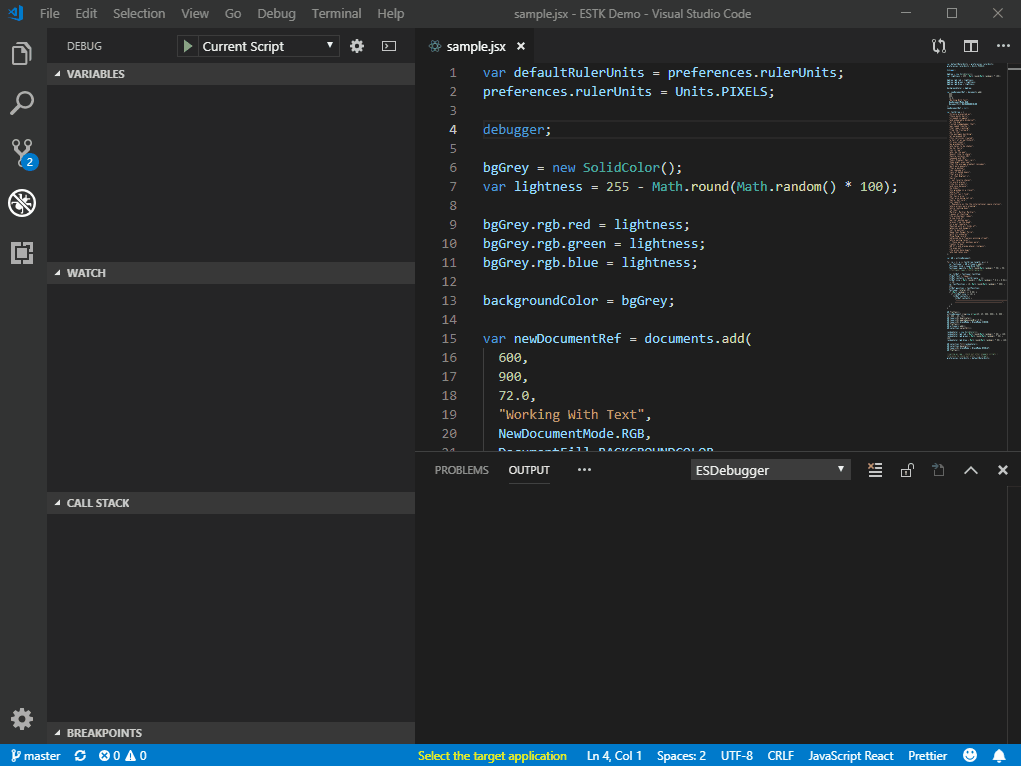 File Edit Selection View Go Debug Terminal Help sample.jsx - ESTK Demo - Visual Studio Code
DEBUG Current Script
VARIABLES
2
WATCH
CALL STACK
BREAKPOINTS
sample.jsx
1 var defaultRulerUnits = preferences.rulerUnits;
2 preferences.rulerUnits = Units.PIXELS;
3
4 debugger;
5
6 bgGrey = new SolidColor();
7 var lightness = 255 - Math.round(Math.random() * 100);
8
9 bgGrey.rgb.red = lightness;
10 bgGrey.rgb.green = lightness;
11 bgGrey.rgb.blue = lightness;
12
13 backgroundColor = bgGrey;
14
15 var newDocumentRef = documents.add(
16 600,
17 900,
18 72.0,
19 "Working With Text",
20 NewDocumentMode.RGB,
21 DocumentFill.BACKGROUNDCOLOR
PROBLEMS OUTPUT ESDebugger
master 0 0 Select the target application Ln 4, Col 1 Spaces: 2 UTF-8 CRLF JavaScript React Prettier